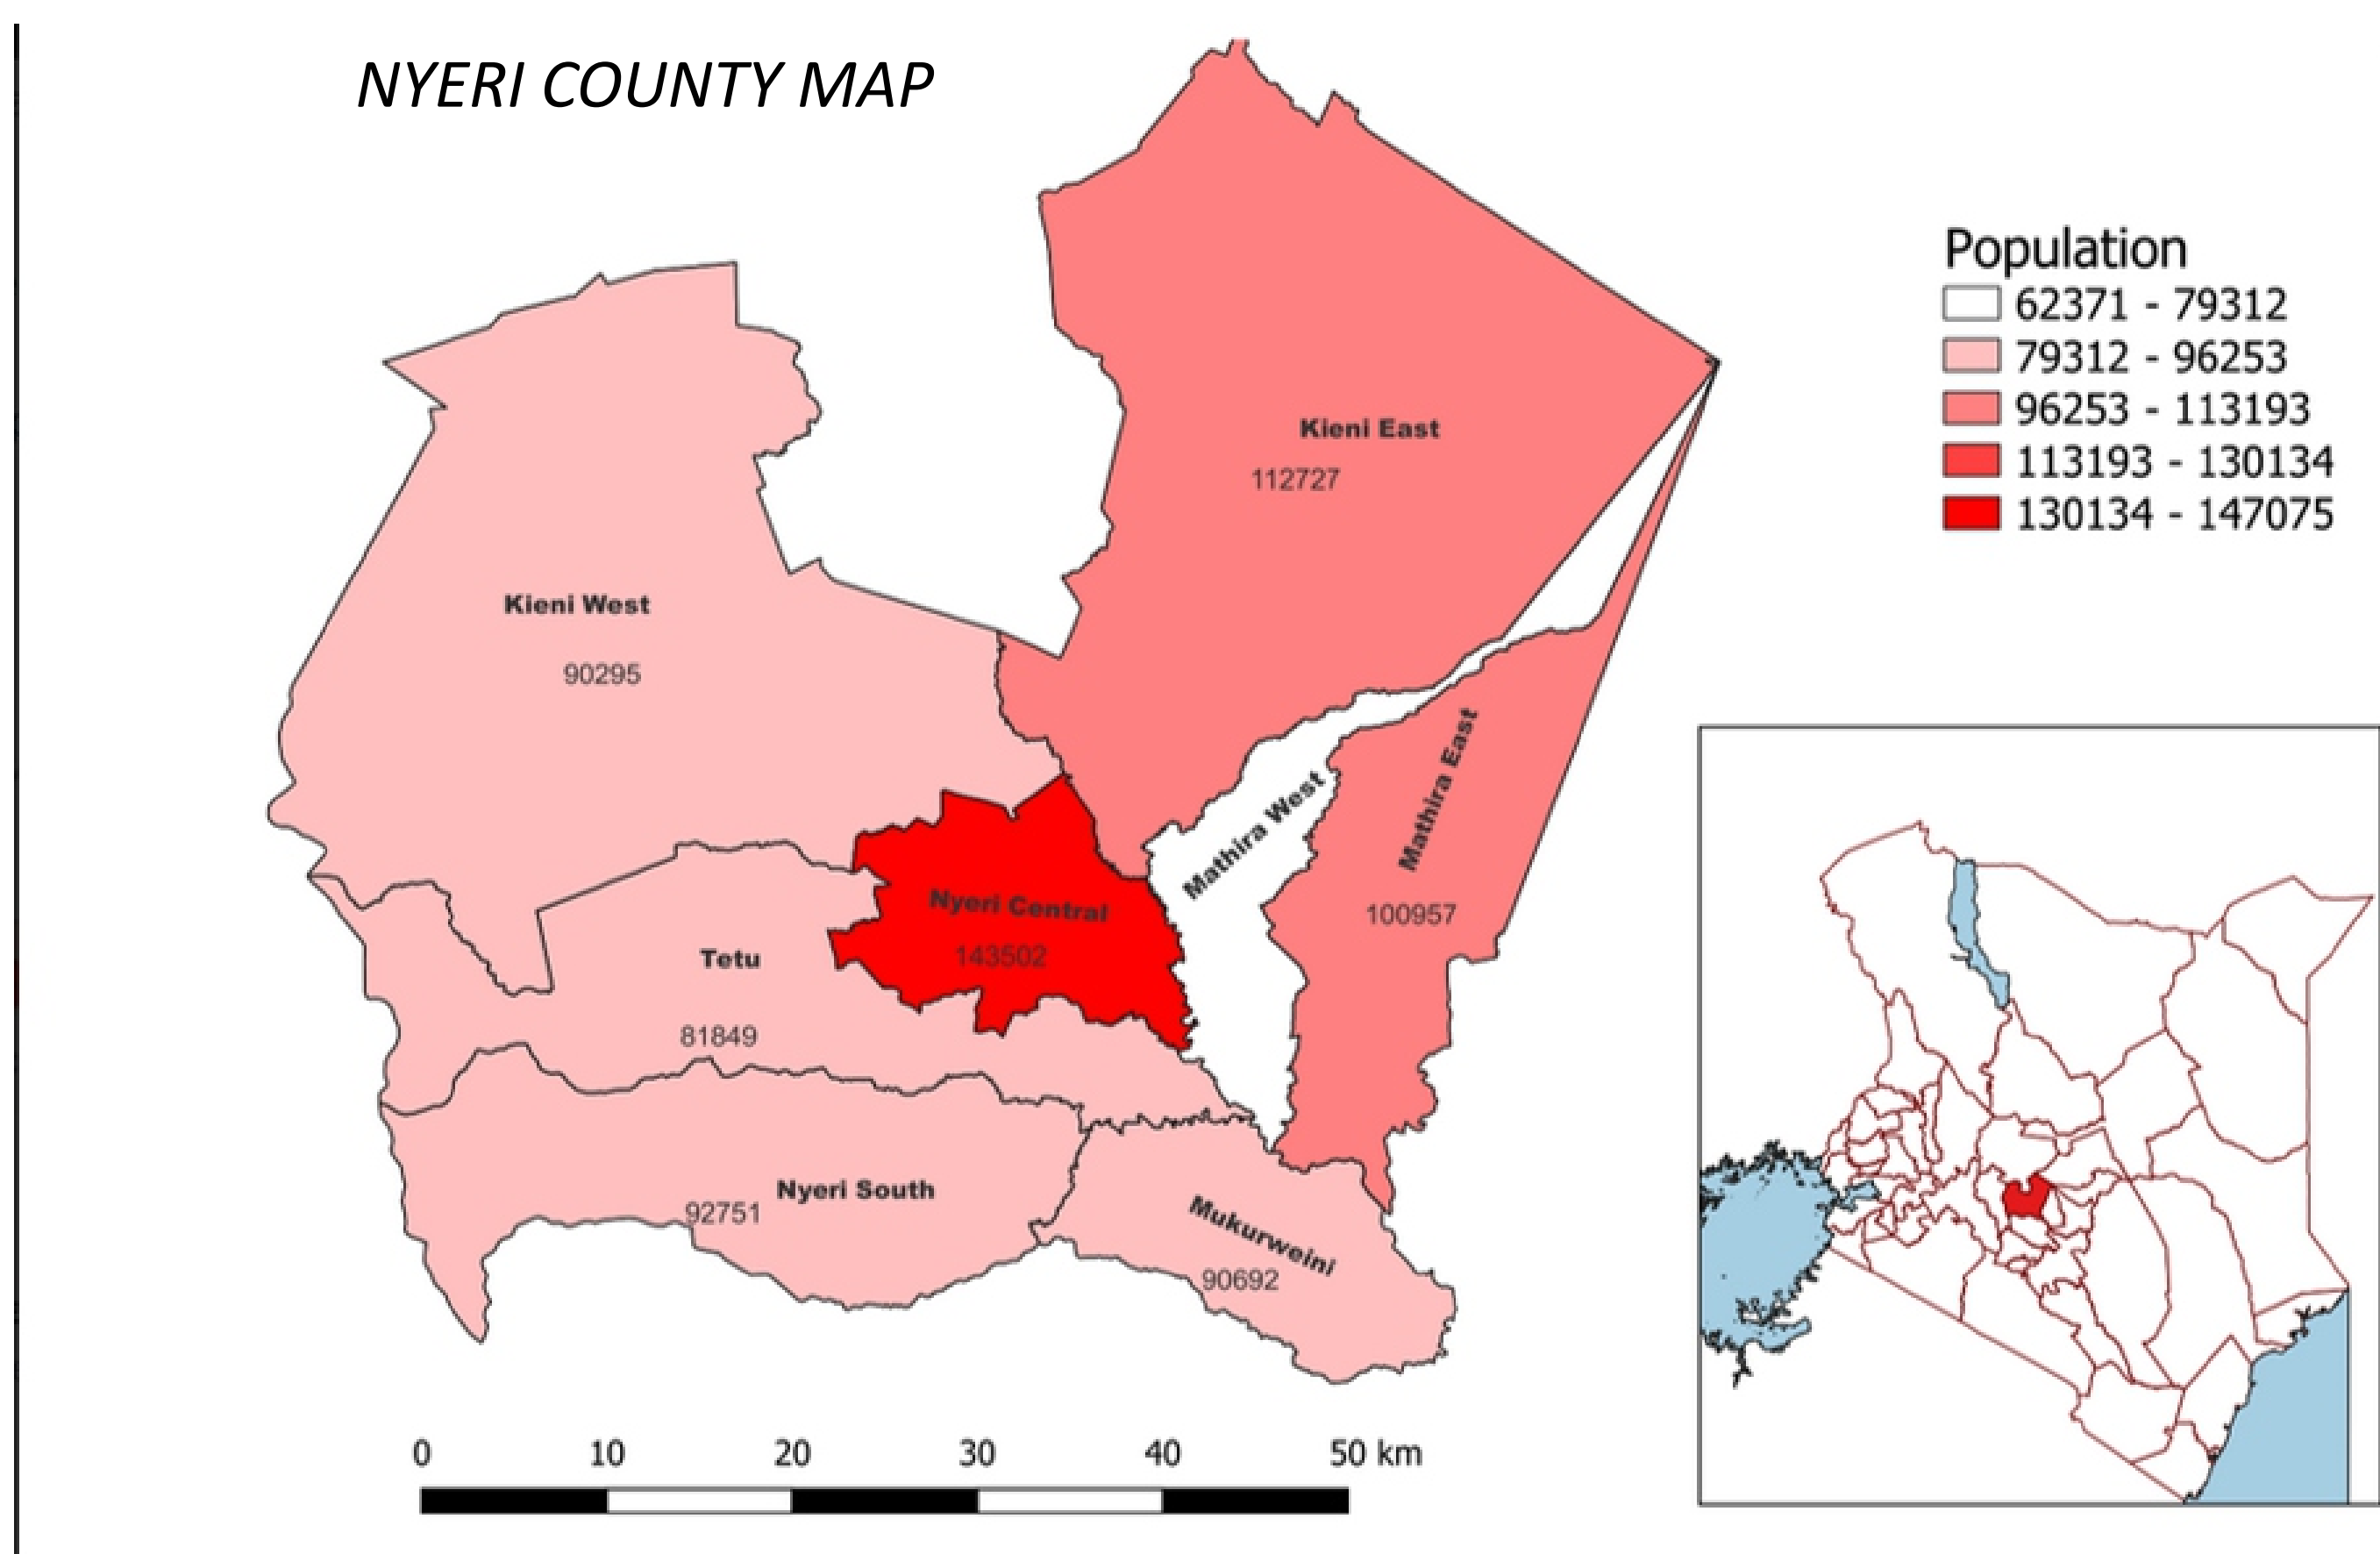 NYERI COUNTY MAP
Population
62371 - 79312
79312 - 96253
96253 - 113193
113193 - 130134
130134 - 147075
Kieni East
112727
Kieni West
90295
Mathira East
Mathira West
100957
Nyeri Central
143502
Tetu
81849
Nyeri South
92751
Mukurweini
90692
0 10 20 30 40 50 km